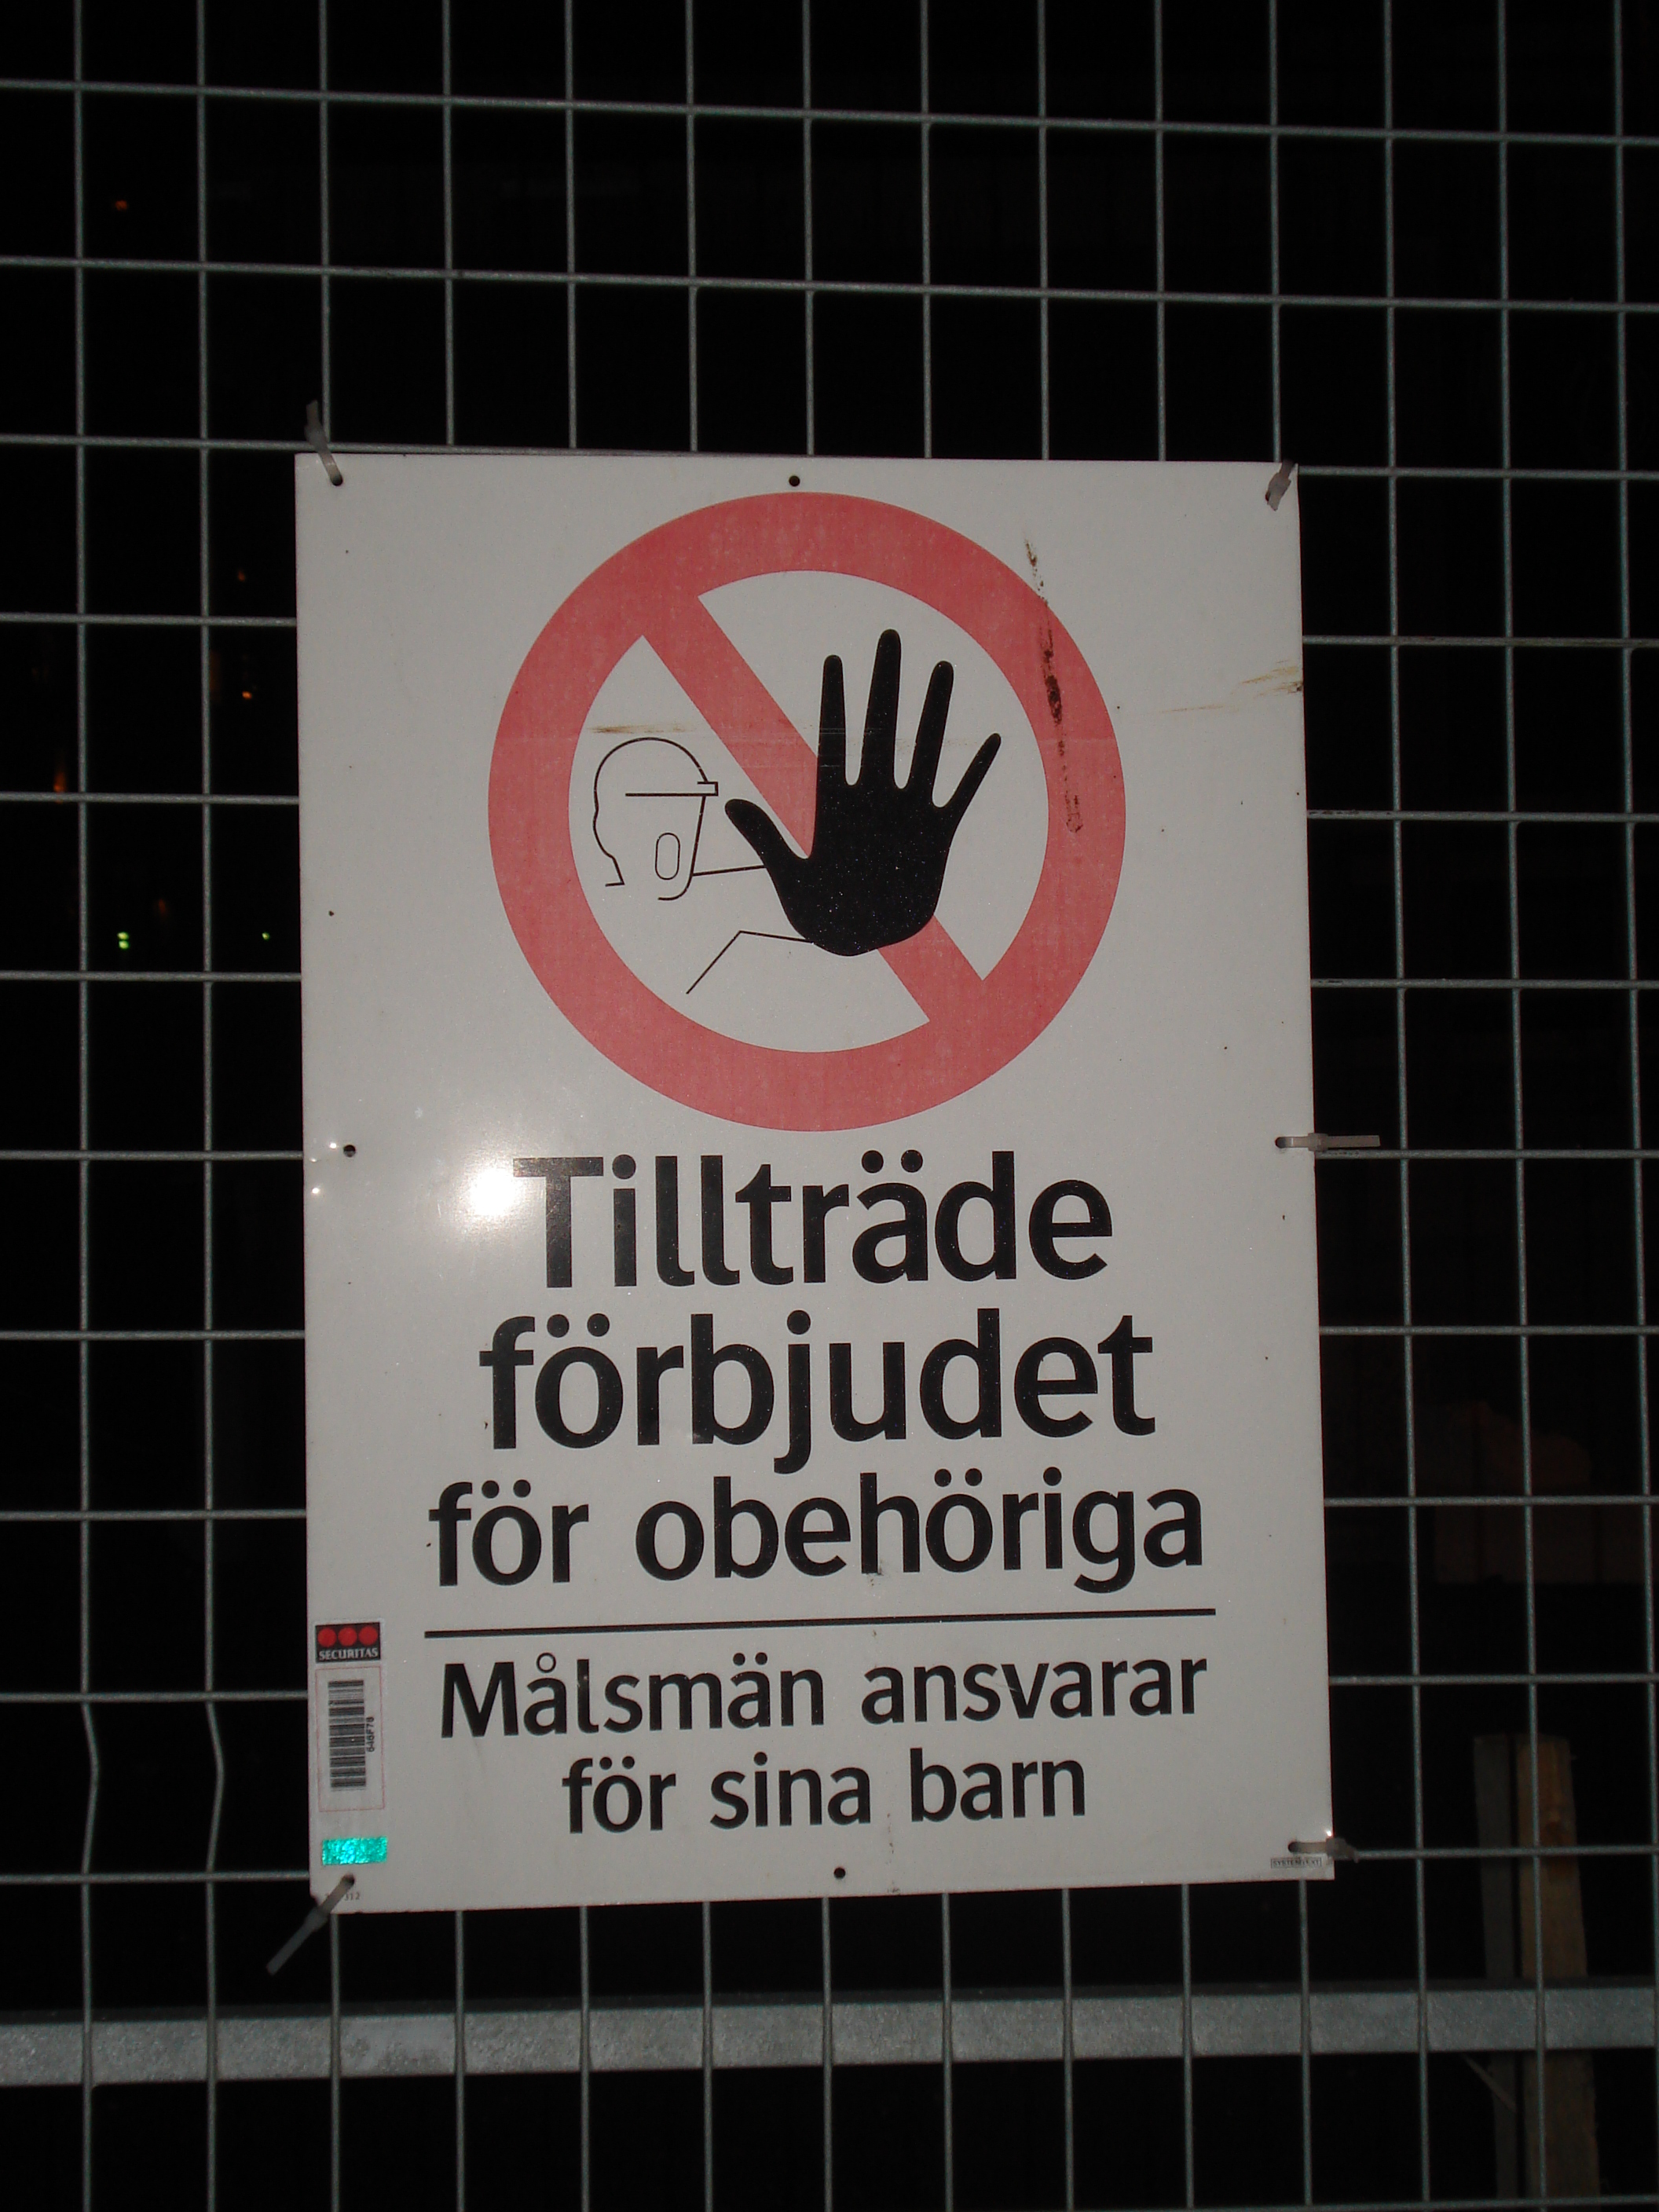 Tillträde
förbjudet
för obehöriga
Målsmän ansvarar
för sina barn
SECURITAS